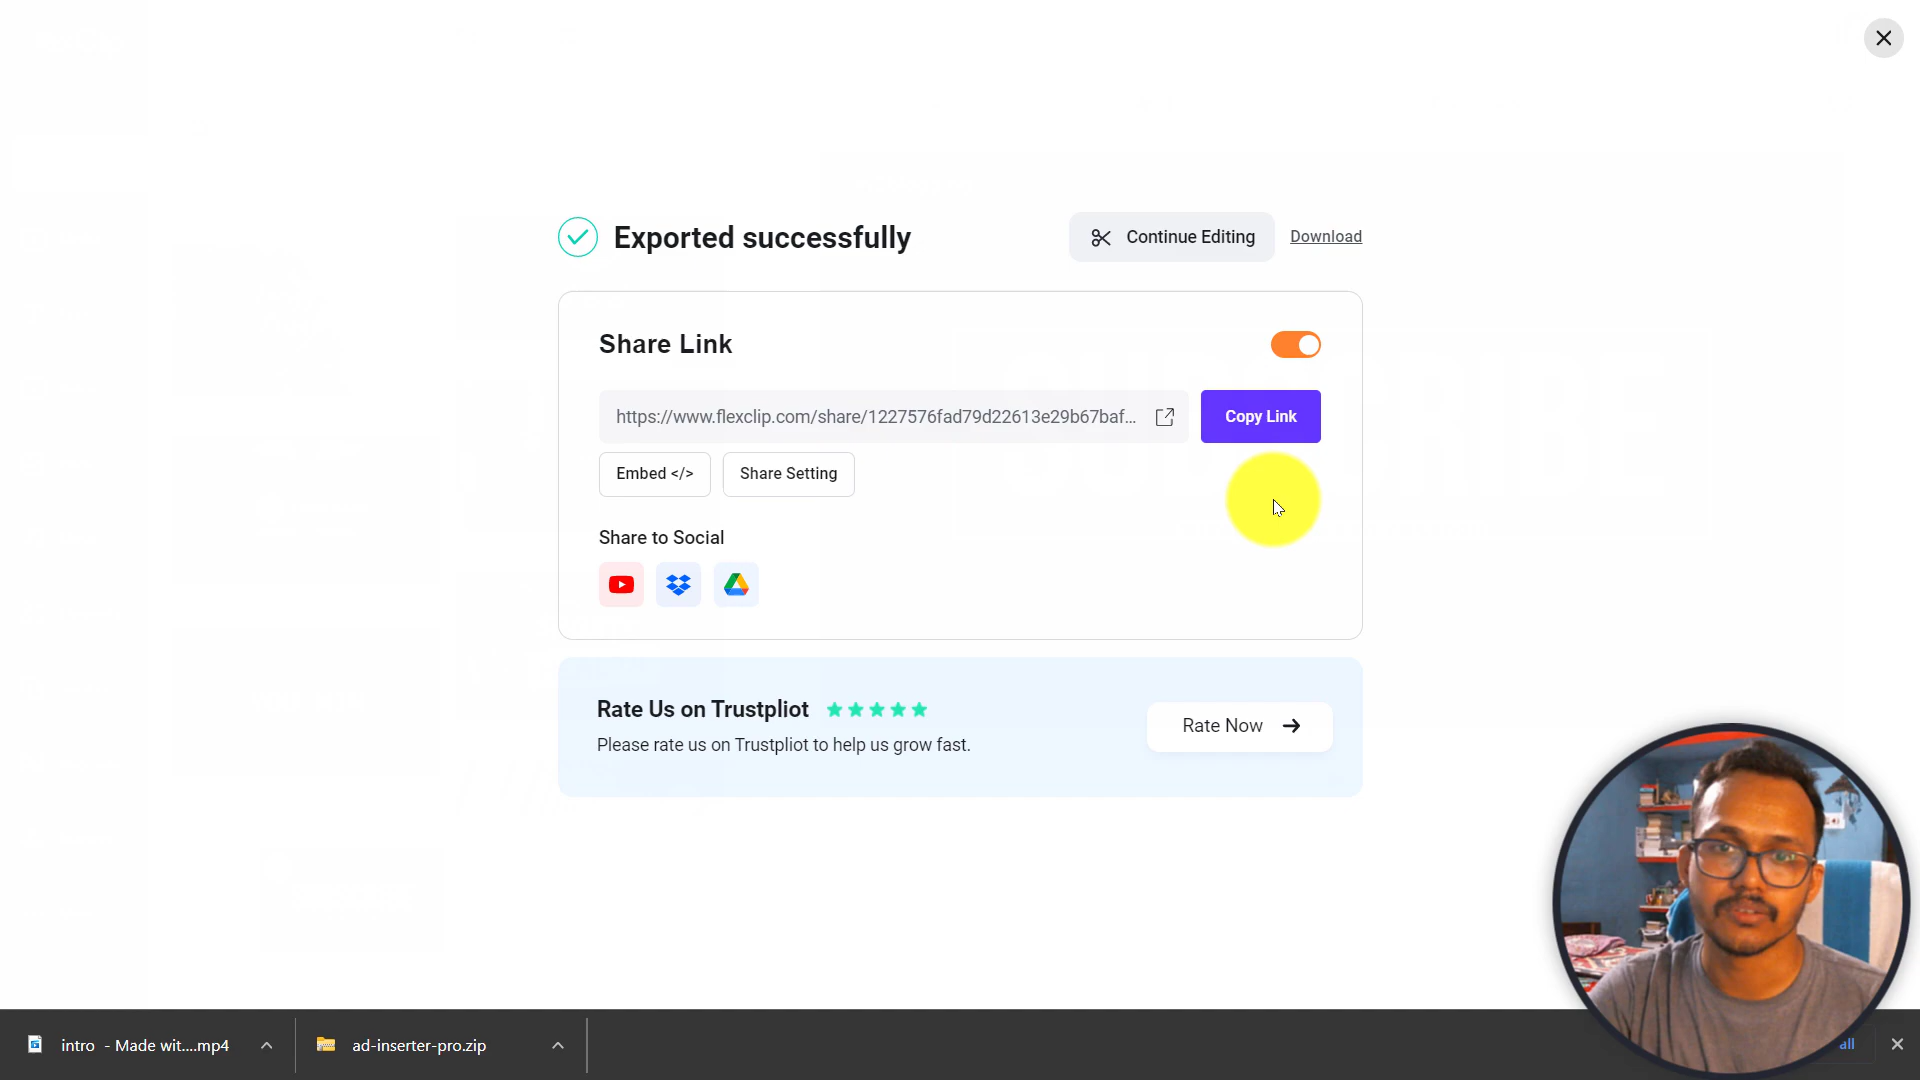 Exported successfully
Continue Editing
Download
Share Link
https://www.flexclip.com/share/1227576fad79d22613e29b67baf...
Copy Link
Embed </>
Share Setting
Share to Social
Rate Us on Trustpliot
Please rate us on Trustpliot to help us grow fast.
Rate Now
intro - Made wit....mp4
ad-inserter-pro.zip
all